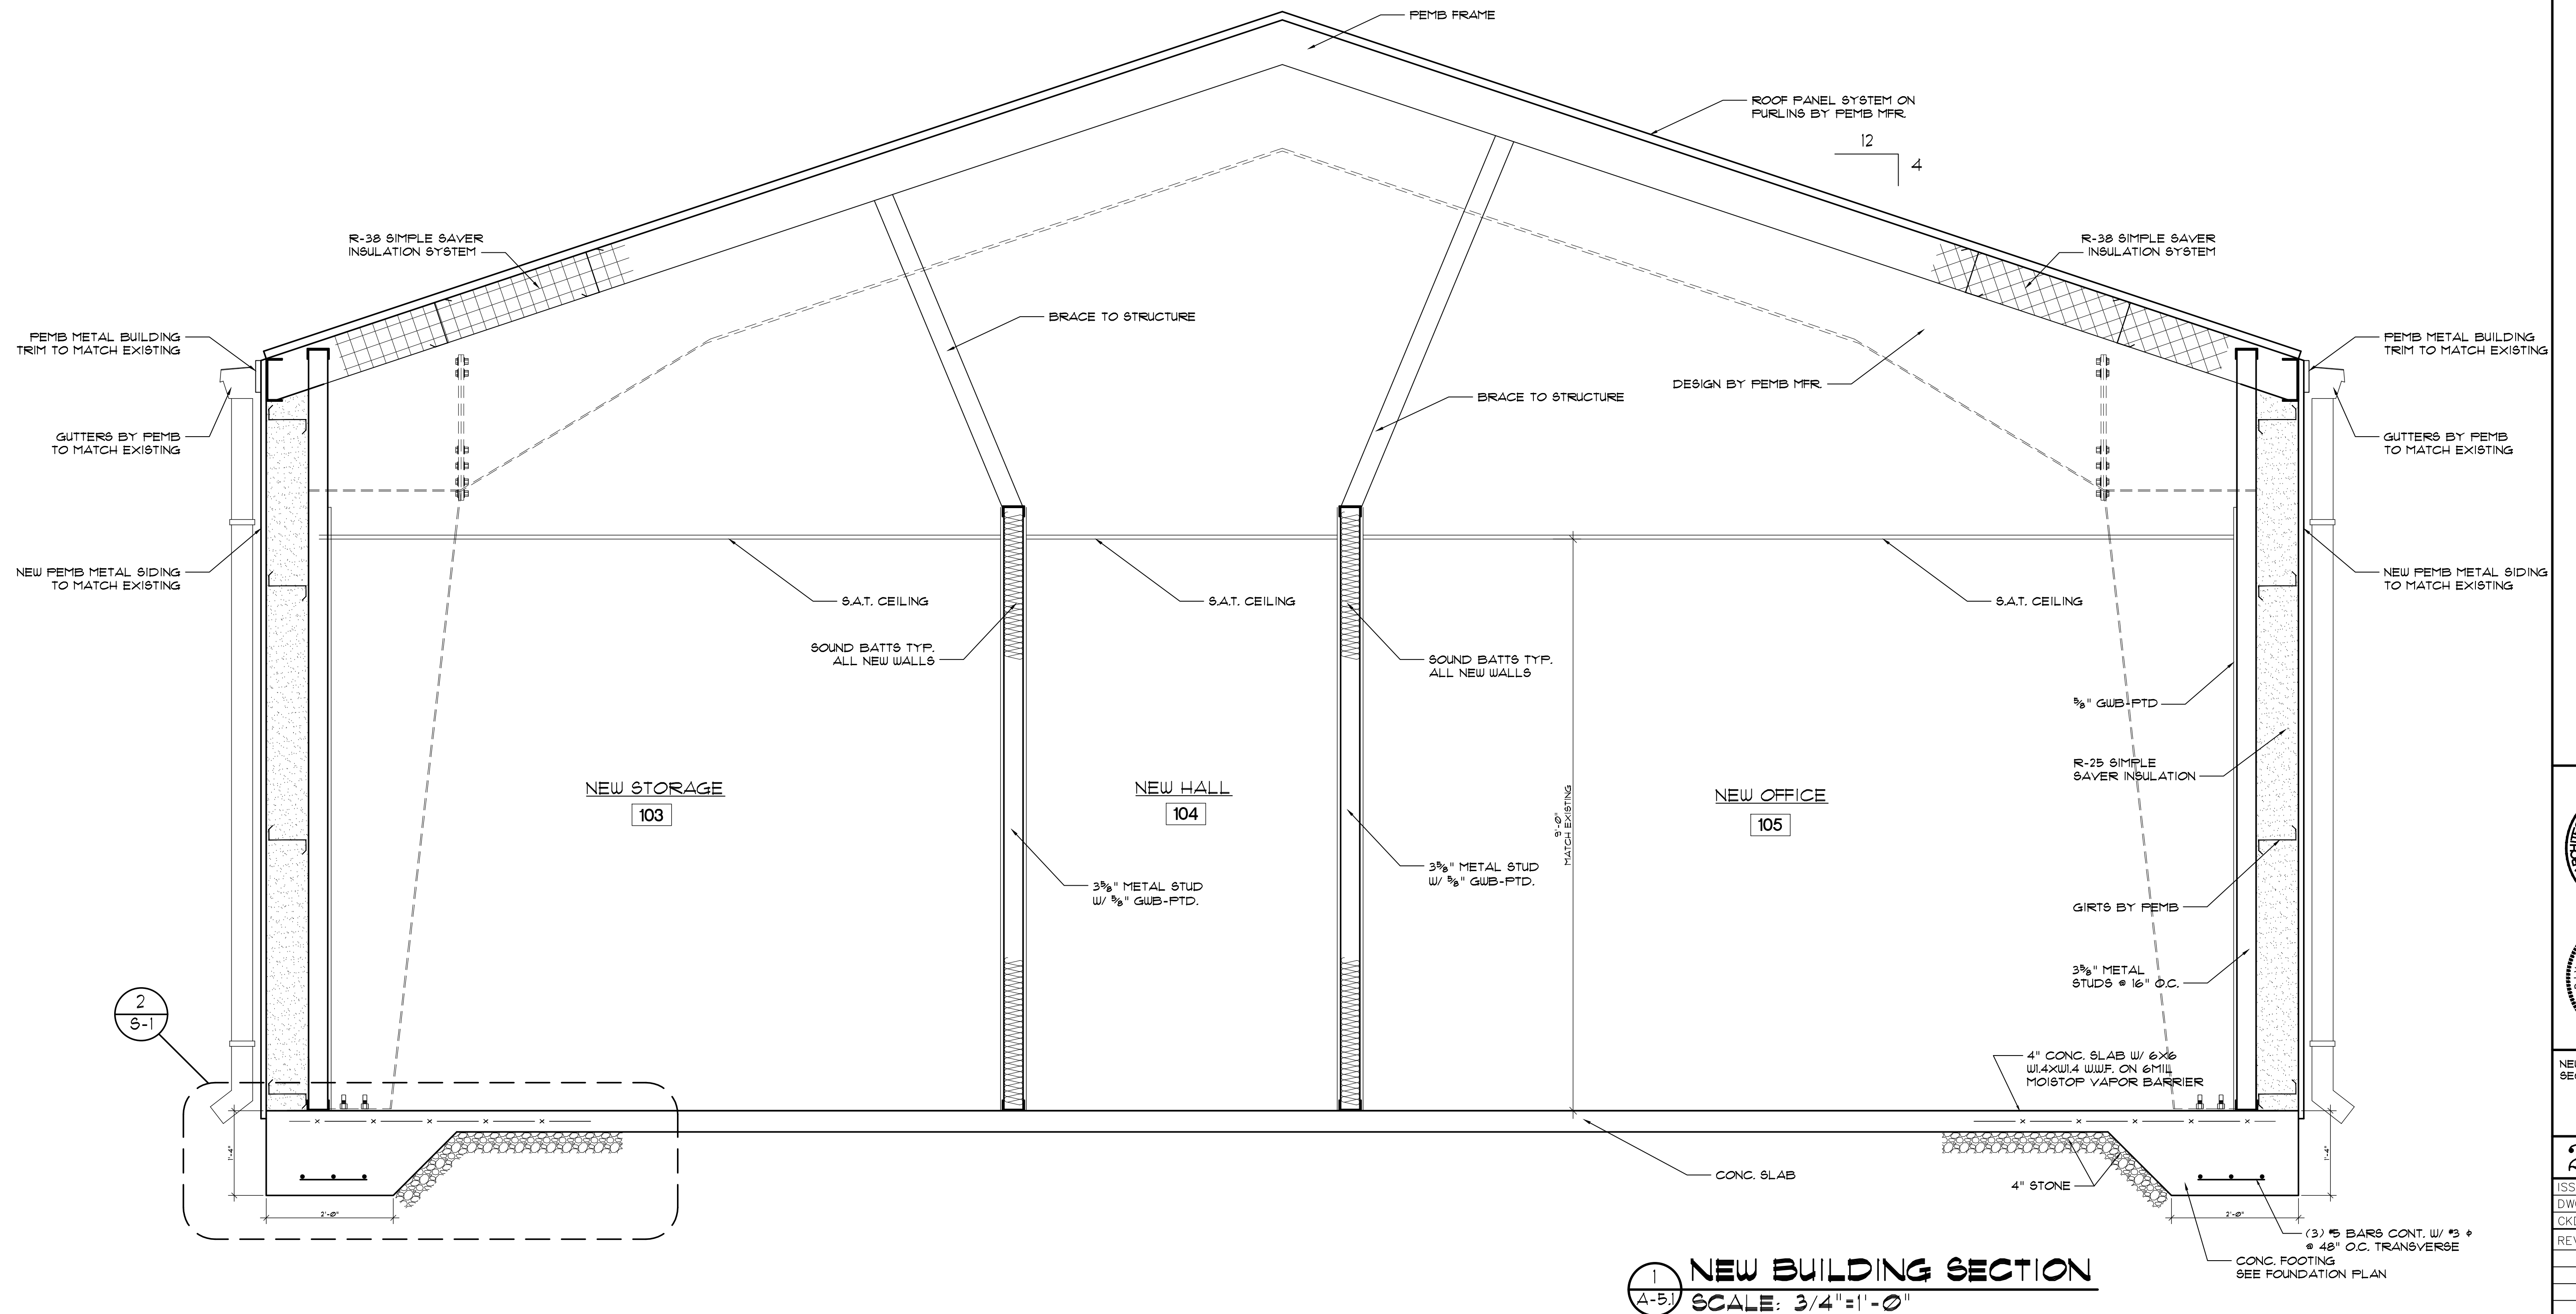 PEMB FRAME
ROOF PANEL SYSTEM ON
PURLINS BY PEMB MFR.
12
4
R-38 SIMPLE SAVER
INSULATION SYSTEM
R-38 SIMPLE SAVER
INSULATION SYSTEM
BRACE TO STRUCTURE
PEMB METAL BUILDING
TRIM TO MATCH EXISTING
PEMB METAL BUILDING
TRIM TO MATCH EXISTING
DESIGN BY PEMB MFR.
BRACE TO STRUCTURE
GUTTERS BY PEMB
TO MATCH EXISTING
GUTTERS BY PEMB
TO MATCH EXISTING
NEW PEMB METAL SIDING
TO MATCH EXISTING
S.A.T. CEILING
S.A.T. CEILING
S.A.T. CEILING
NEW PEMB METAL SIDING
TO MATCH EXISTING
SOUND BATTS TYP.
ALL NEW WALLS
SOUND BATTS TYP.
ALL NEW WALLS
5/8" GWB-PTD
R-25 SIMPLE
SAVER INSULATION
NEW STORAGE
103
NEW HALL
104
NEW OFFICE
105
9'-0"
MATCH EXISTING
3 5/8" METAL STUD
W/ 5/8" GWB-PTD.
3 5/8" METAL STUD
W/ 5/8" GWB-PTD.
GIRTS BY PEMB
3 5/8" METAL
STUDS @ 16" O.C.
2
S-1
4" CONC. SLAB W/ 6X6
W1.4XW1.4 W.W.F. ON 6MIL
MOISTOP VAPOR BARRIER
1'-4"
1'-4"
CONC. SLAB
4" STONE
2'-0"
2'-0"
(3) #5 BARS CONT. W/ #3
@ 48" O.C. TRANSVERSE
CONC. FOOTING
SEE FOUNDATION PLAN
1
A-5.1
NEW BUILDING SECTION
SCALE: 3/4"=1'-0"